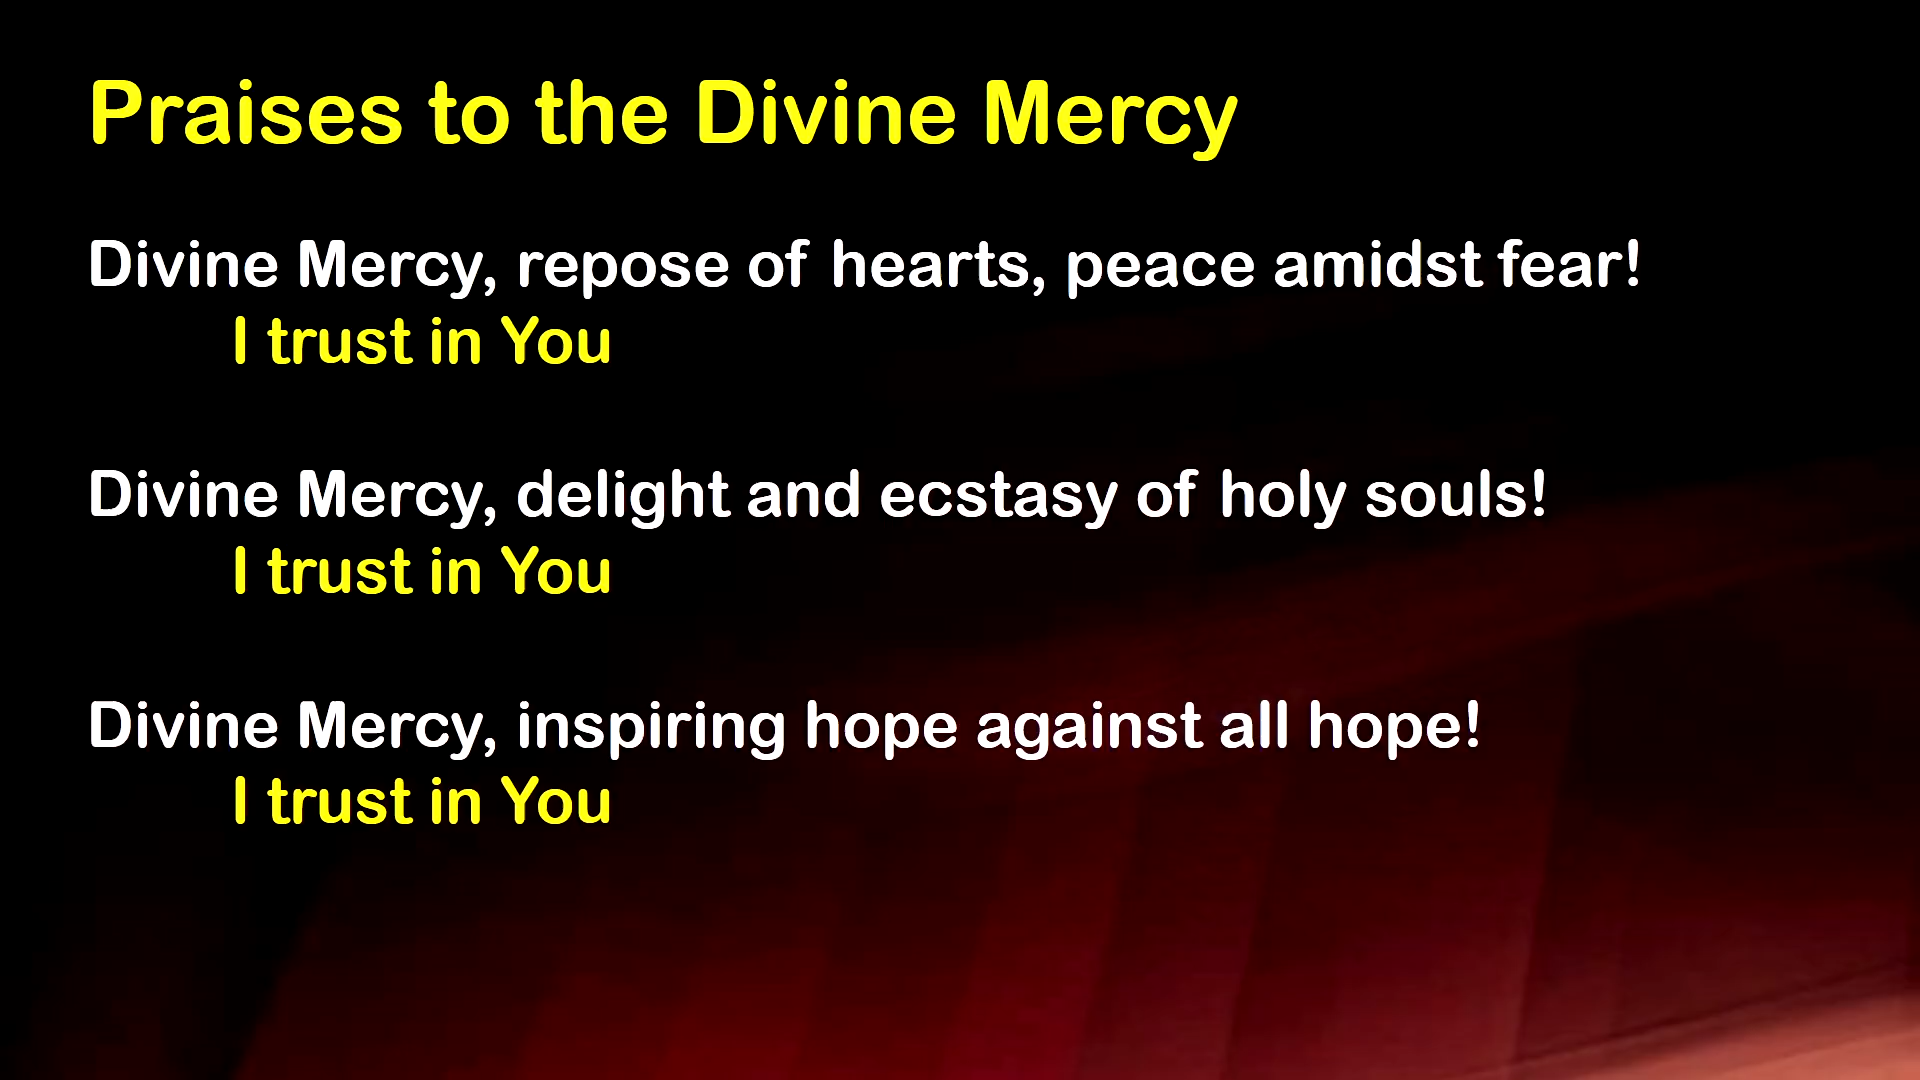 Praises to the Divine Mercy
Divine Mercy, repose of hearts, peace amidst fear!
I trust in You
Divine Mercy, delight and ecstasy of holy souls!
I trust in You
Divine Mercy, inspiring hope against all hope!
I trust in You